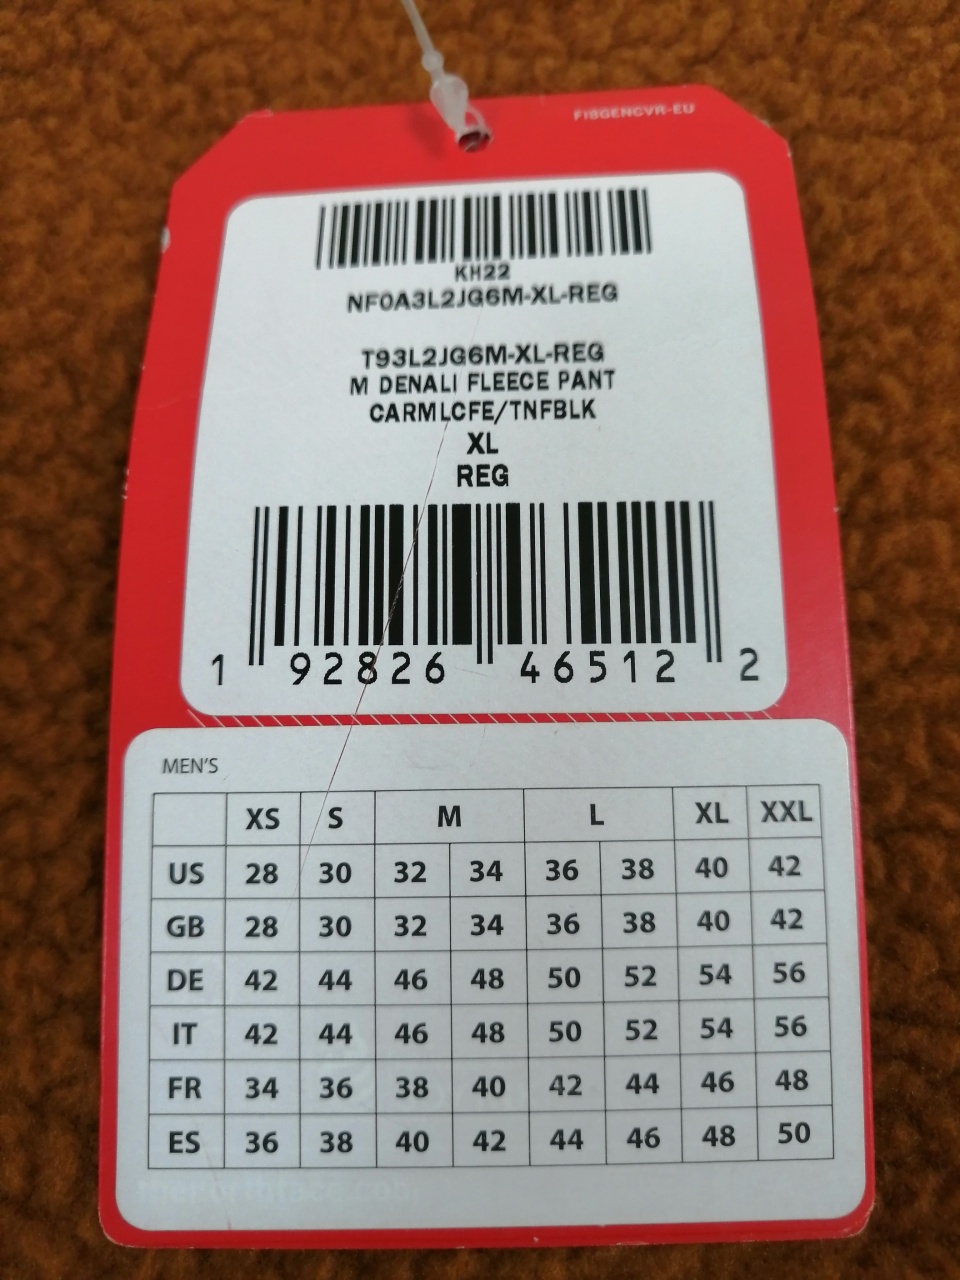 FI8GENCVR-EU
KH22
NF0A3L2JG6M-XL-REG
T93L2JG6M-XL-REG
M DENALI FLEECE PANT
CARMLCFE/TNFBLK
XL
REG
1 92826 46512 2
MEN'S
XS S M L XL XXL
US 28 30 32 34 36 38 40 42
GB 28 30 32 34 36 38 40 42
DE 42 44 46 48 50 52 54 56
IT 42 44 46 48 50 52 54 56
FR 34 36 38 40 42 44 46 48
ES 36 38 40 42 44 46 48 50
thenorthface.com